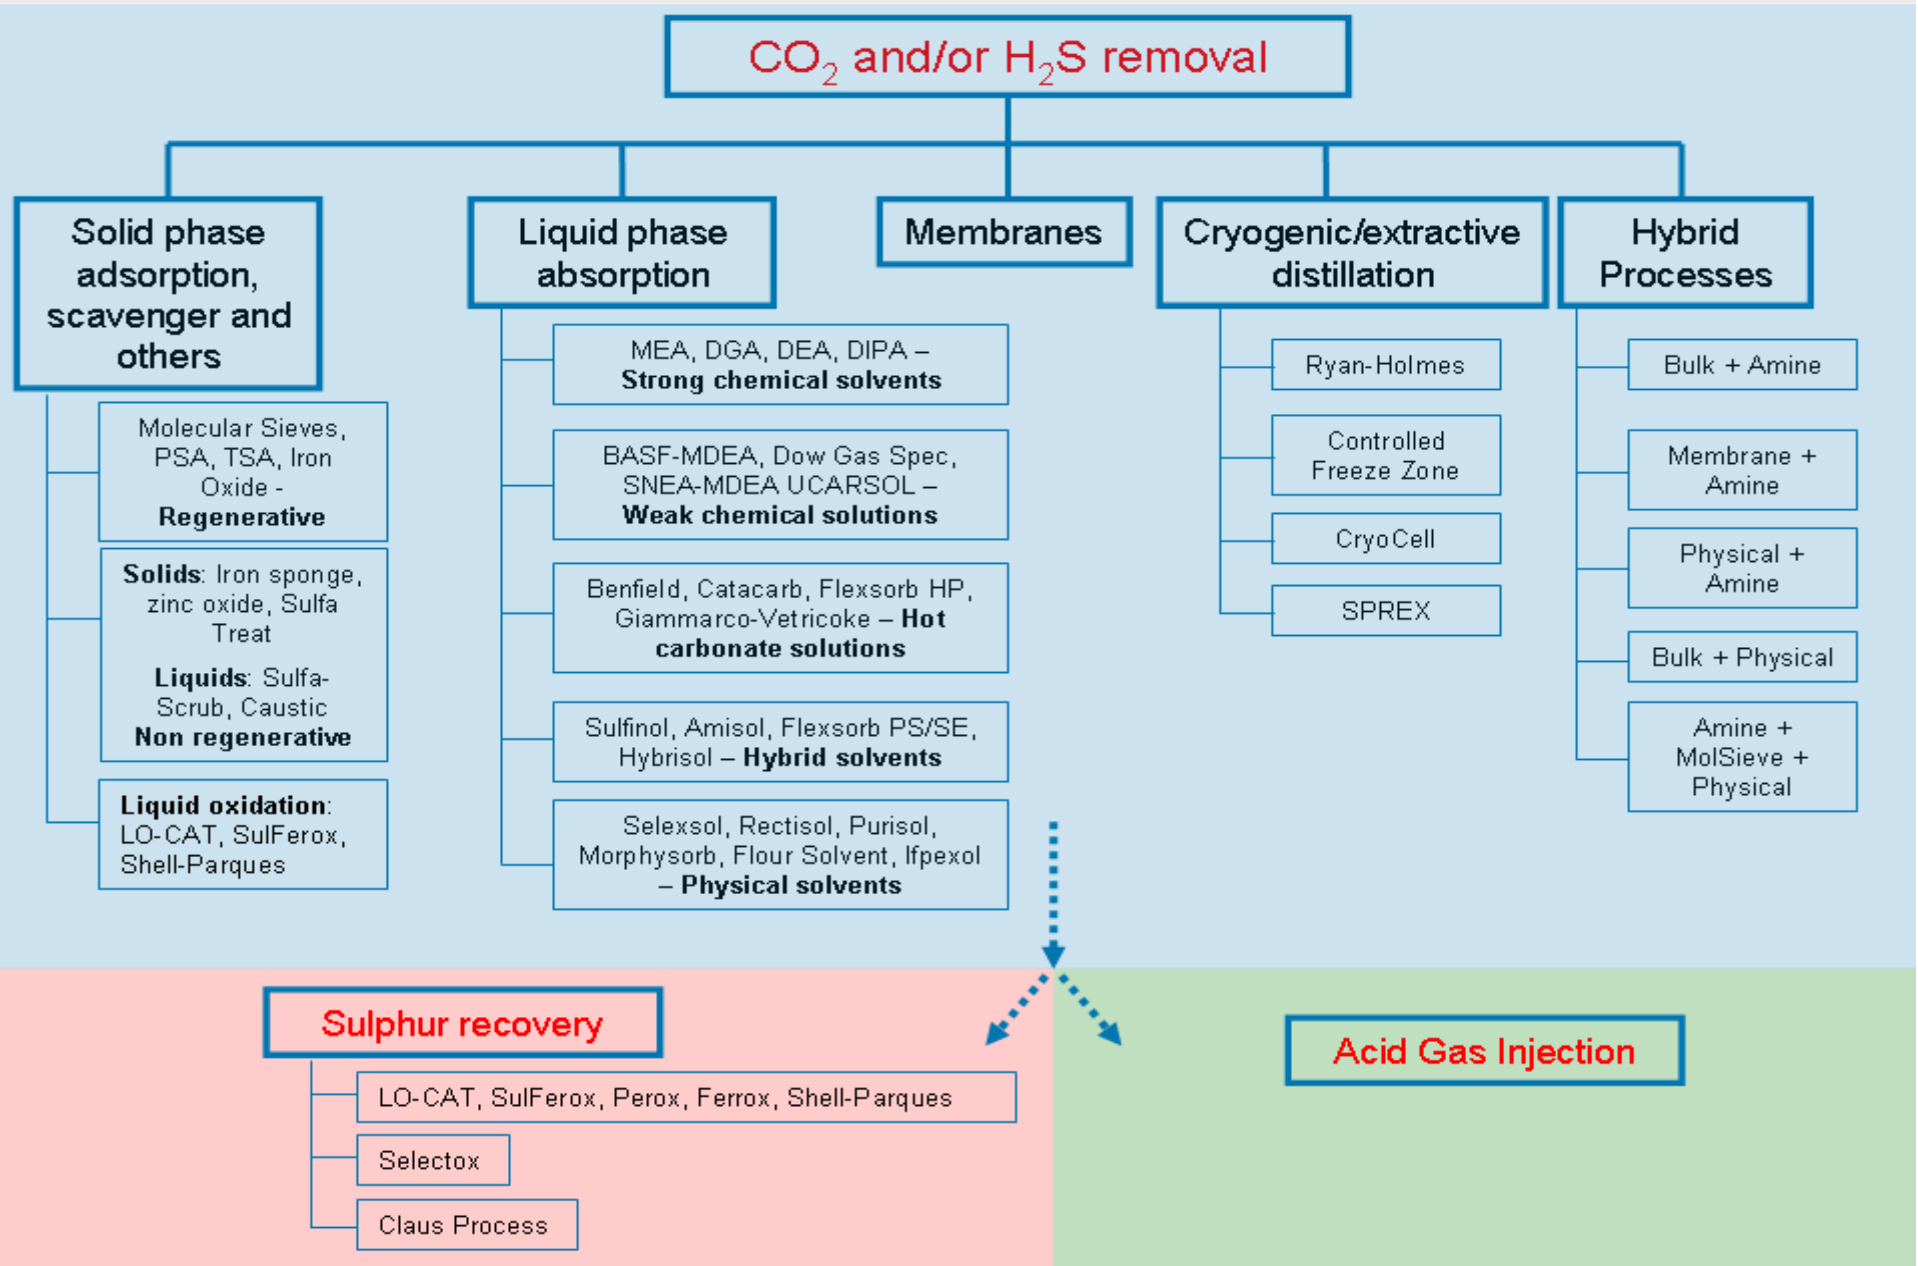 CO₂ and/or H₂S removal
Solid phase
adsorption,
scavenger and
others
Molecular Sieves,
PSA, TSA, Iron
Oxide -
Regenerative
Solids: Iron sponge,
zinc oxide, Sulfa
Treat
Liquids: Sulfa-
Scrub, Caustic
Non regenerative
Liquid oxidation:
LO-CAT, SulFerox,
Shell-Parques
Liquid phase
absorption
MEA, DGA, DEA, DIPA –
Strong chemical solvents
BASF-MDEA, Dow Gas Spec,
SNEA-MDEA UCARSOL –
Weak chemical solutions
Benfield, Catacarb, Flexsorb HP,
Giammarco-Vetricoke – Hot
carbonate solutions
Sulfinol, Amisol, Flexsorb PS/SE,
Hybrisol – Hybrid solvents
Selexsol, Rectisol, Purisol,
Morphysorb, Flour Solvent, Ifpexol
– Physical solvents
Membranes
Cryogenic/extractive
distillation
Ryan-Holmes
Controlled
Freeze Zone
CryoCell
SPREX
Hybrid
Processes
Bulk + Amine
Membrane +
Amine
Physical +
Amine
Bulk + Physical
Amine +
MolSieve +
Physical
Sulphur recovery
LO-CAT, SulFerox, Perox, Ferrox, Shell-Parques
Selectox
Claus Process
Acid Gas Injection